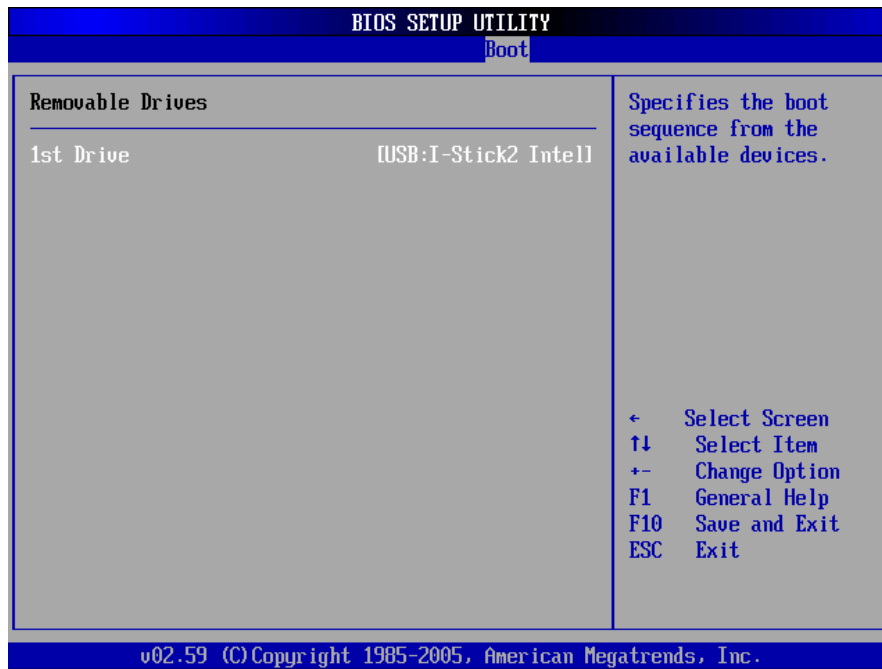 BIOS SETUP UTILITY
Boot
Removable Drives
1st Drive [USB:I-Stick2 Intel]
Specifies the boot
sequence from the
available devices.
← Select Screen
↑↓ Select Item
+- Change Option
F1 General Help
F10 Save and Exit
ESC Exit
v02.59 (C)Copyright 1985-2005, American Megatrends, Inc.